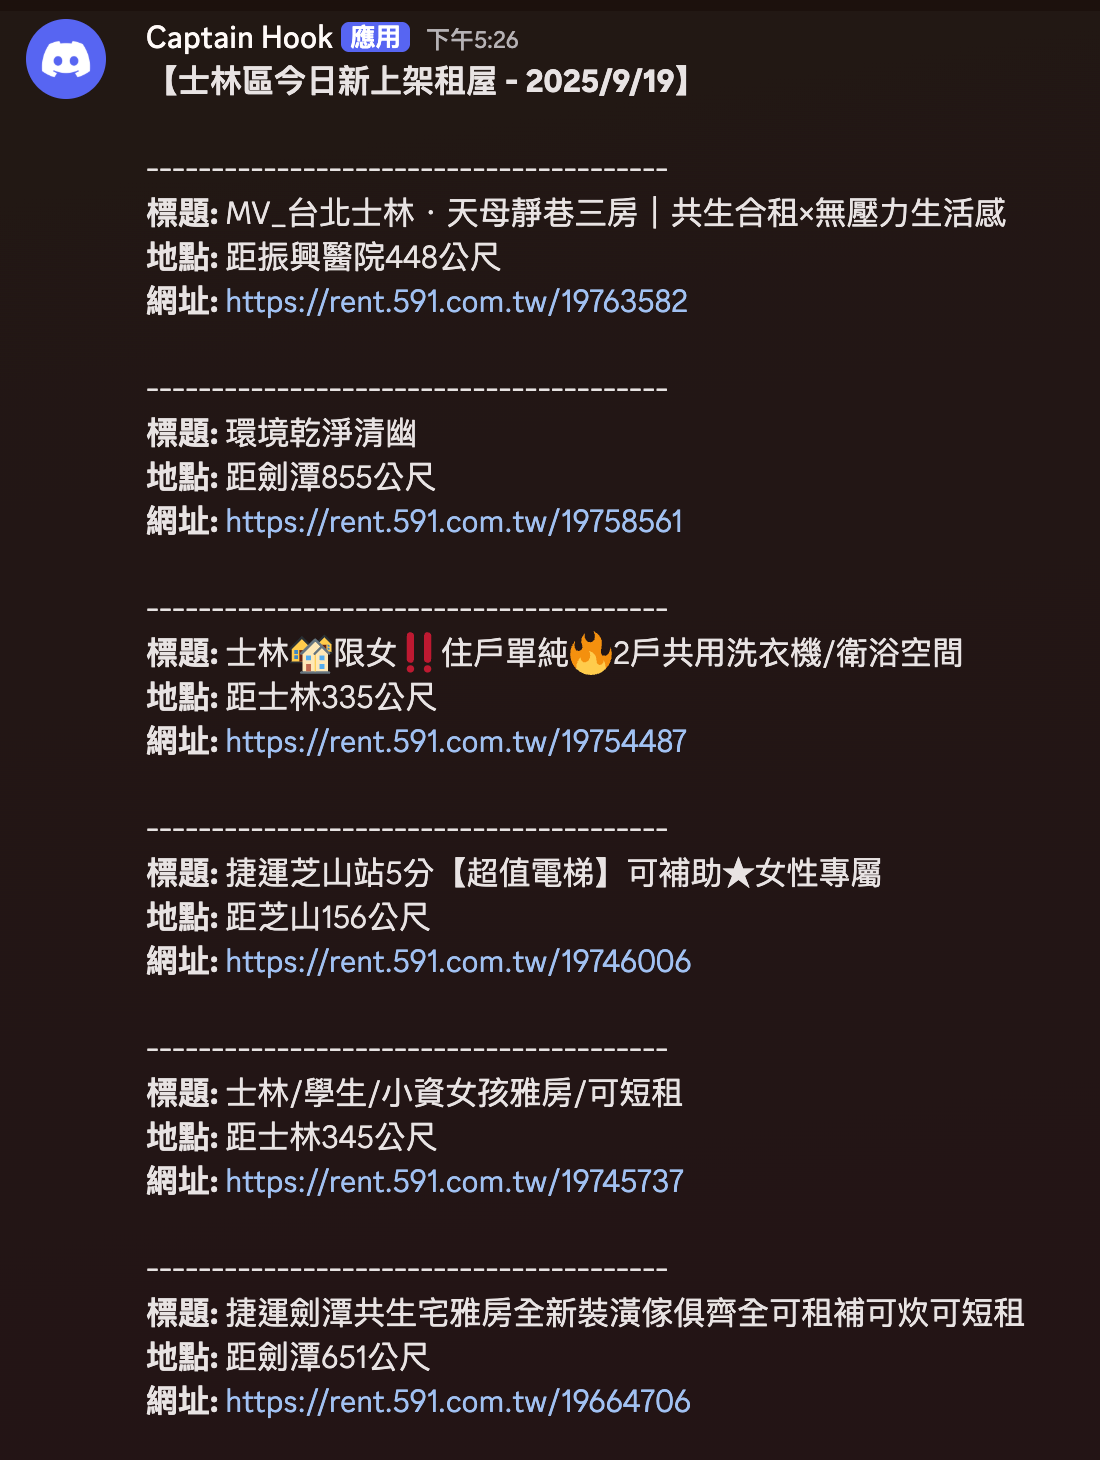 Captain Hook 應用 下午5:26
【士林區今日新上架租屋 - 2025/9/19】
----------------------------------------
標題: MV_台北士林 · 天母靜巷三房｜共生合租×無壓力生活感
地點: 距振興醫院448公尺
網址: https://rent.591.com.tw/19763582
----------------------------------------
標題: 環境乾淨清幽
地點: 距劍潭855公尺
網址: https://rent.591.com.tw/19758561
----------------------------------------
標題: 士林🏠限女‼️住戶單純🔥2戶共用洗衣機/衛浴空間
地點: 距士林335公尺
網址: https://rent.591.com.tw/19754487
----------------------------------------
標題: 捷運芝山站5分【超值電梯】可補助★女性專屬
地點: 距芝山156公尺
網址: https://rent.591.com.tw/19746006
----------------------------------------
標題: 士林/學生/小資女孩雅房/可短租
地點: 距士林345公尺
網址: https://rent.591.com.tw/19745737
----------------------------------------
標題: 捷運劍潭共生宅雅房全新裝潢傢俱齊全可租補可炊可短租
地點: 距劍潭651公尺
網址: https://rent.591.com.tw/19664706